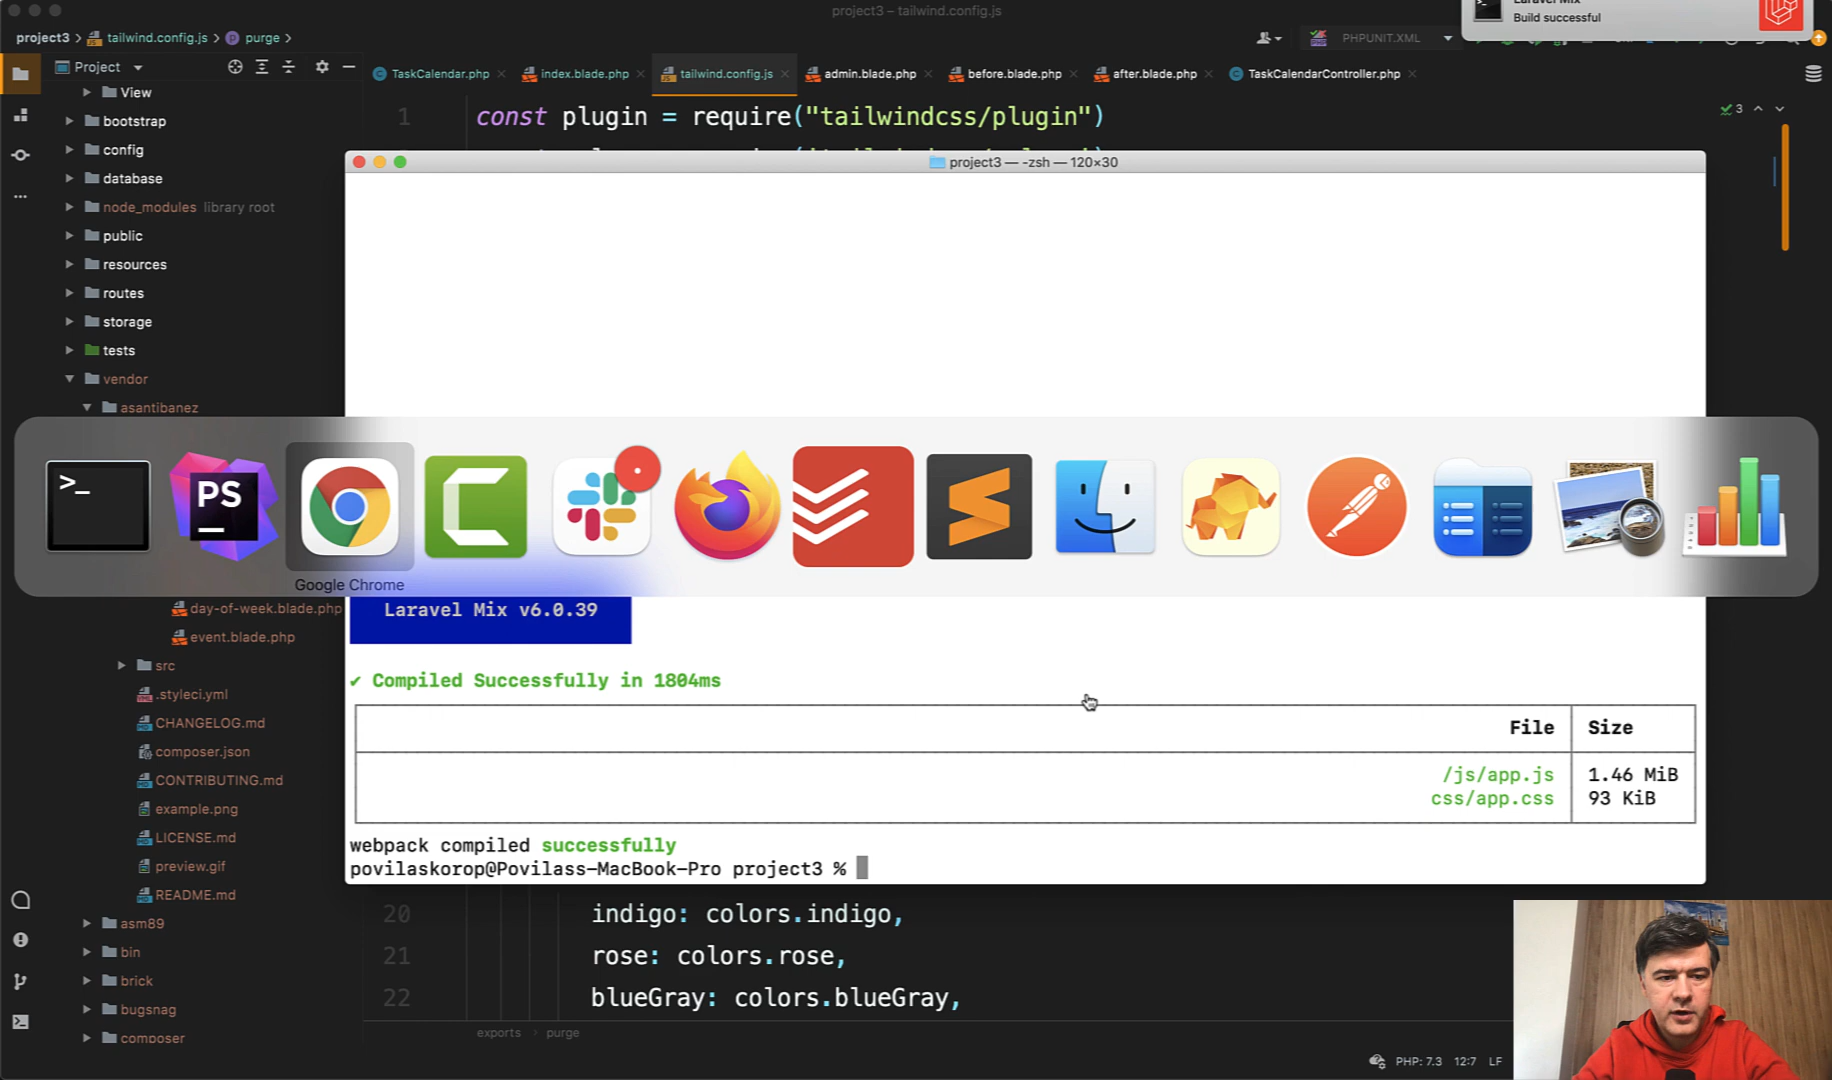 project3 – tailwind.config.js
Build successful
project3 > tailwind.config.js > purge >
PHPUNIT.XML
Project
TaskCalendar.php
index.blade.php
tailwind.config.js
admin.blade.php
before.blade.php
after.blade.php
TaskCalendarController.php
View
bootstrap
config
database
node_modules library root
public
resources
routes
storage
tests
vendor
asantibanez
1 const plugin = require("tailwindcss/plugin")
3
project3 — -zsh — 120×30
>_
PS
Google Chrome
day-of-week.blade.php
event.blade.php
src
.styleci.yml
CHANGELOG.md
composer.json
CONTRIBUTING.md
example.png
LICENSE.md
preview.gif
README.md
asm89
bin
brick
bugsnag
composer
Laravel Mix v6.0.39
✔ Compiled Successfully in 1804ms
File Size
/js/app.js 1.46 MiB
css/app.css 93 KiB
webpack compiled successfully
povilaskorop@Povilass-MacBook-Pro project3 %
20 indigo: colors.indigo,
21 rose: colors.rose,
22 blueGray: colors.blueGray,
exports > purge
PHP: 7.3 12:7 LF